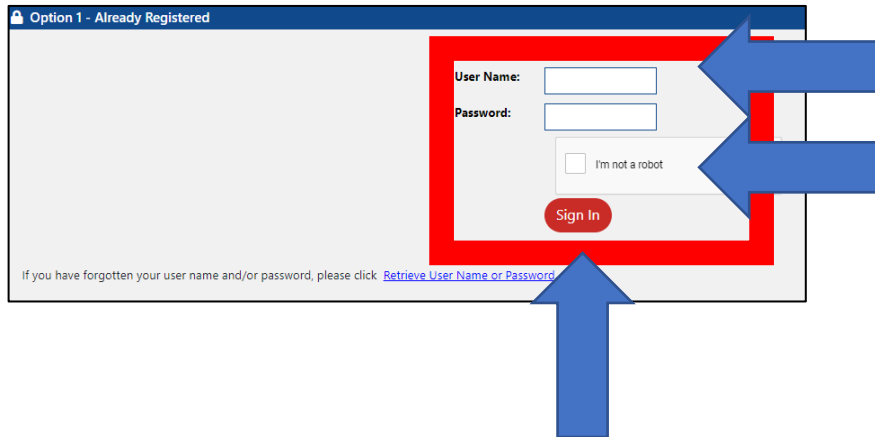 Option 1 - Already Registered
User Name:
Password:
I'm not a robot
Sign In
If you have forgotten your user name and/or password, please click Retrieve User Name or Password